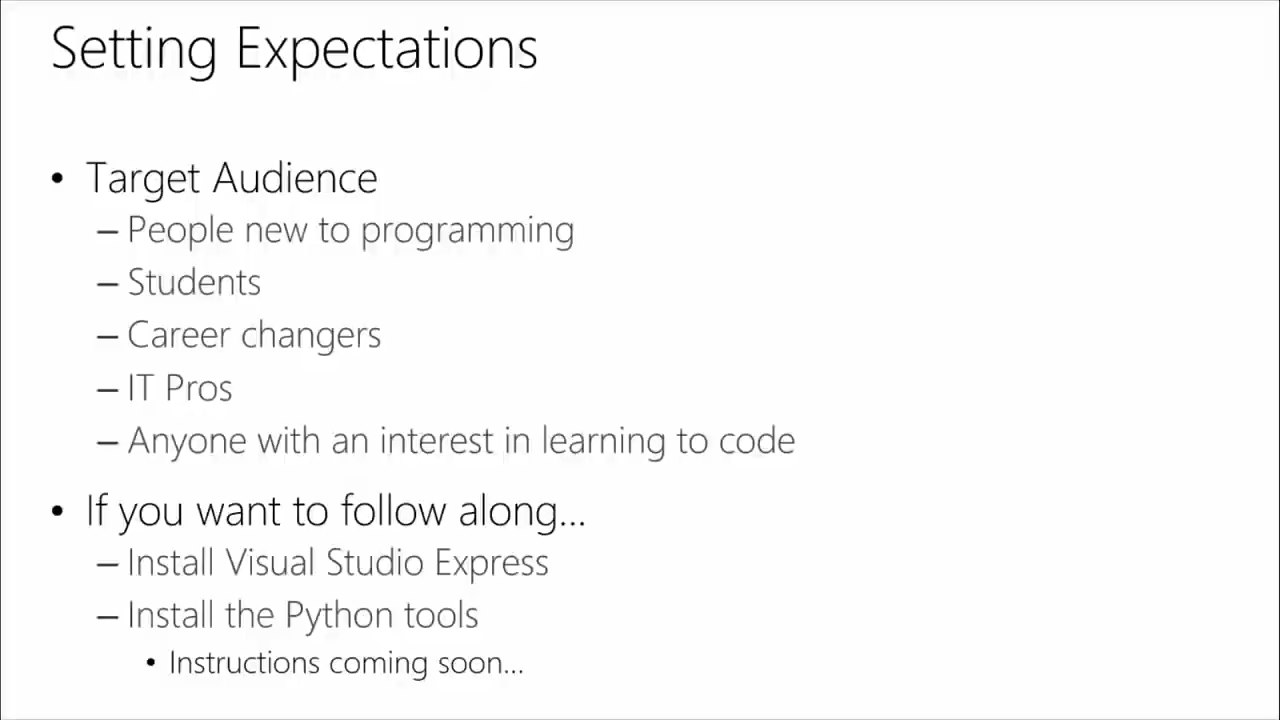 Setting Expectations
• Target Audience
– People new to programming
– Students
– Career changers
– IT Pros
– Anyone with an interest in learning to code
• If you want to follow along...
– Install Visual Studio Express
– Install the Python tools
• Instructions coming soon...